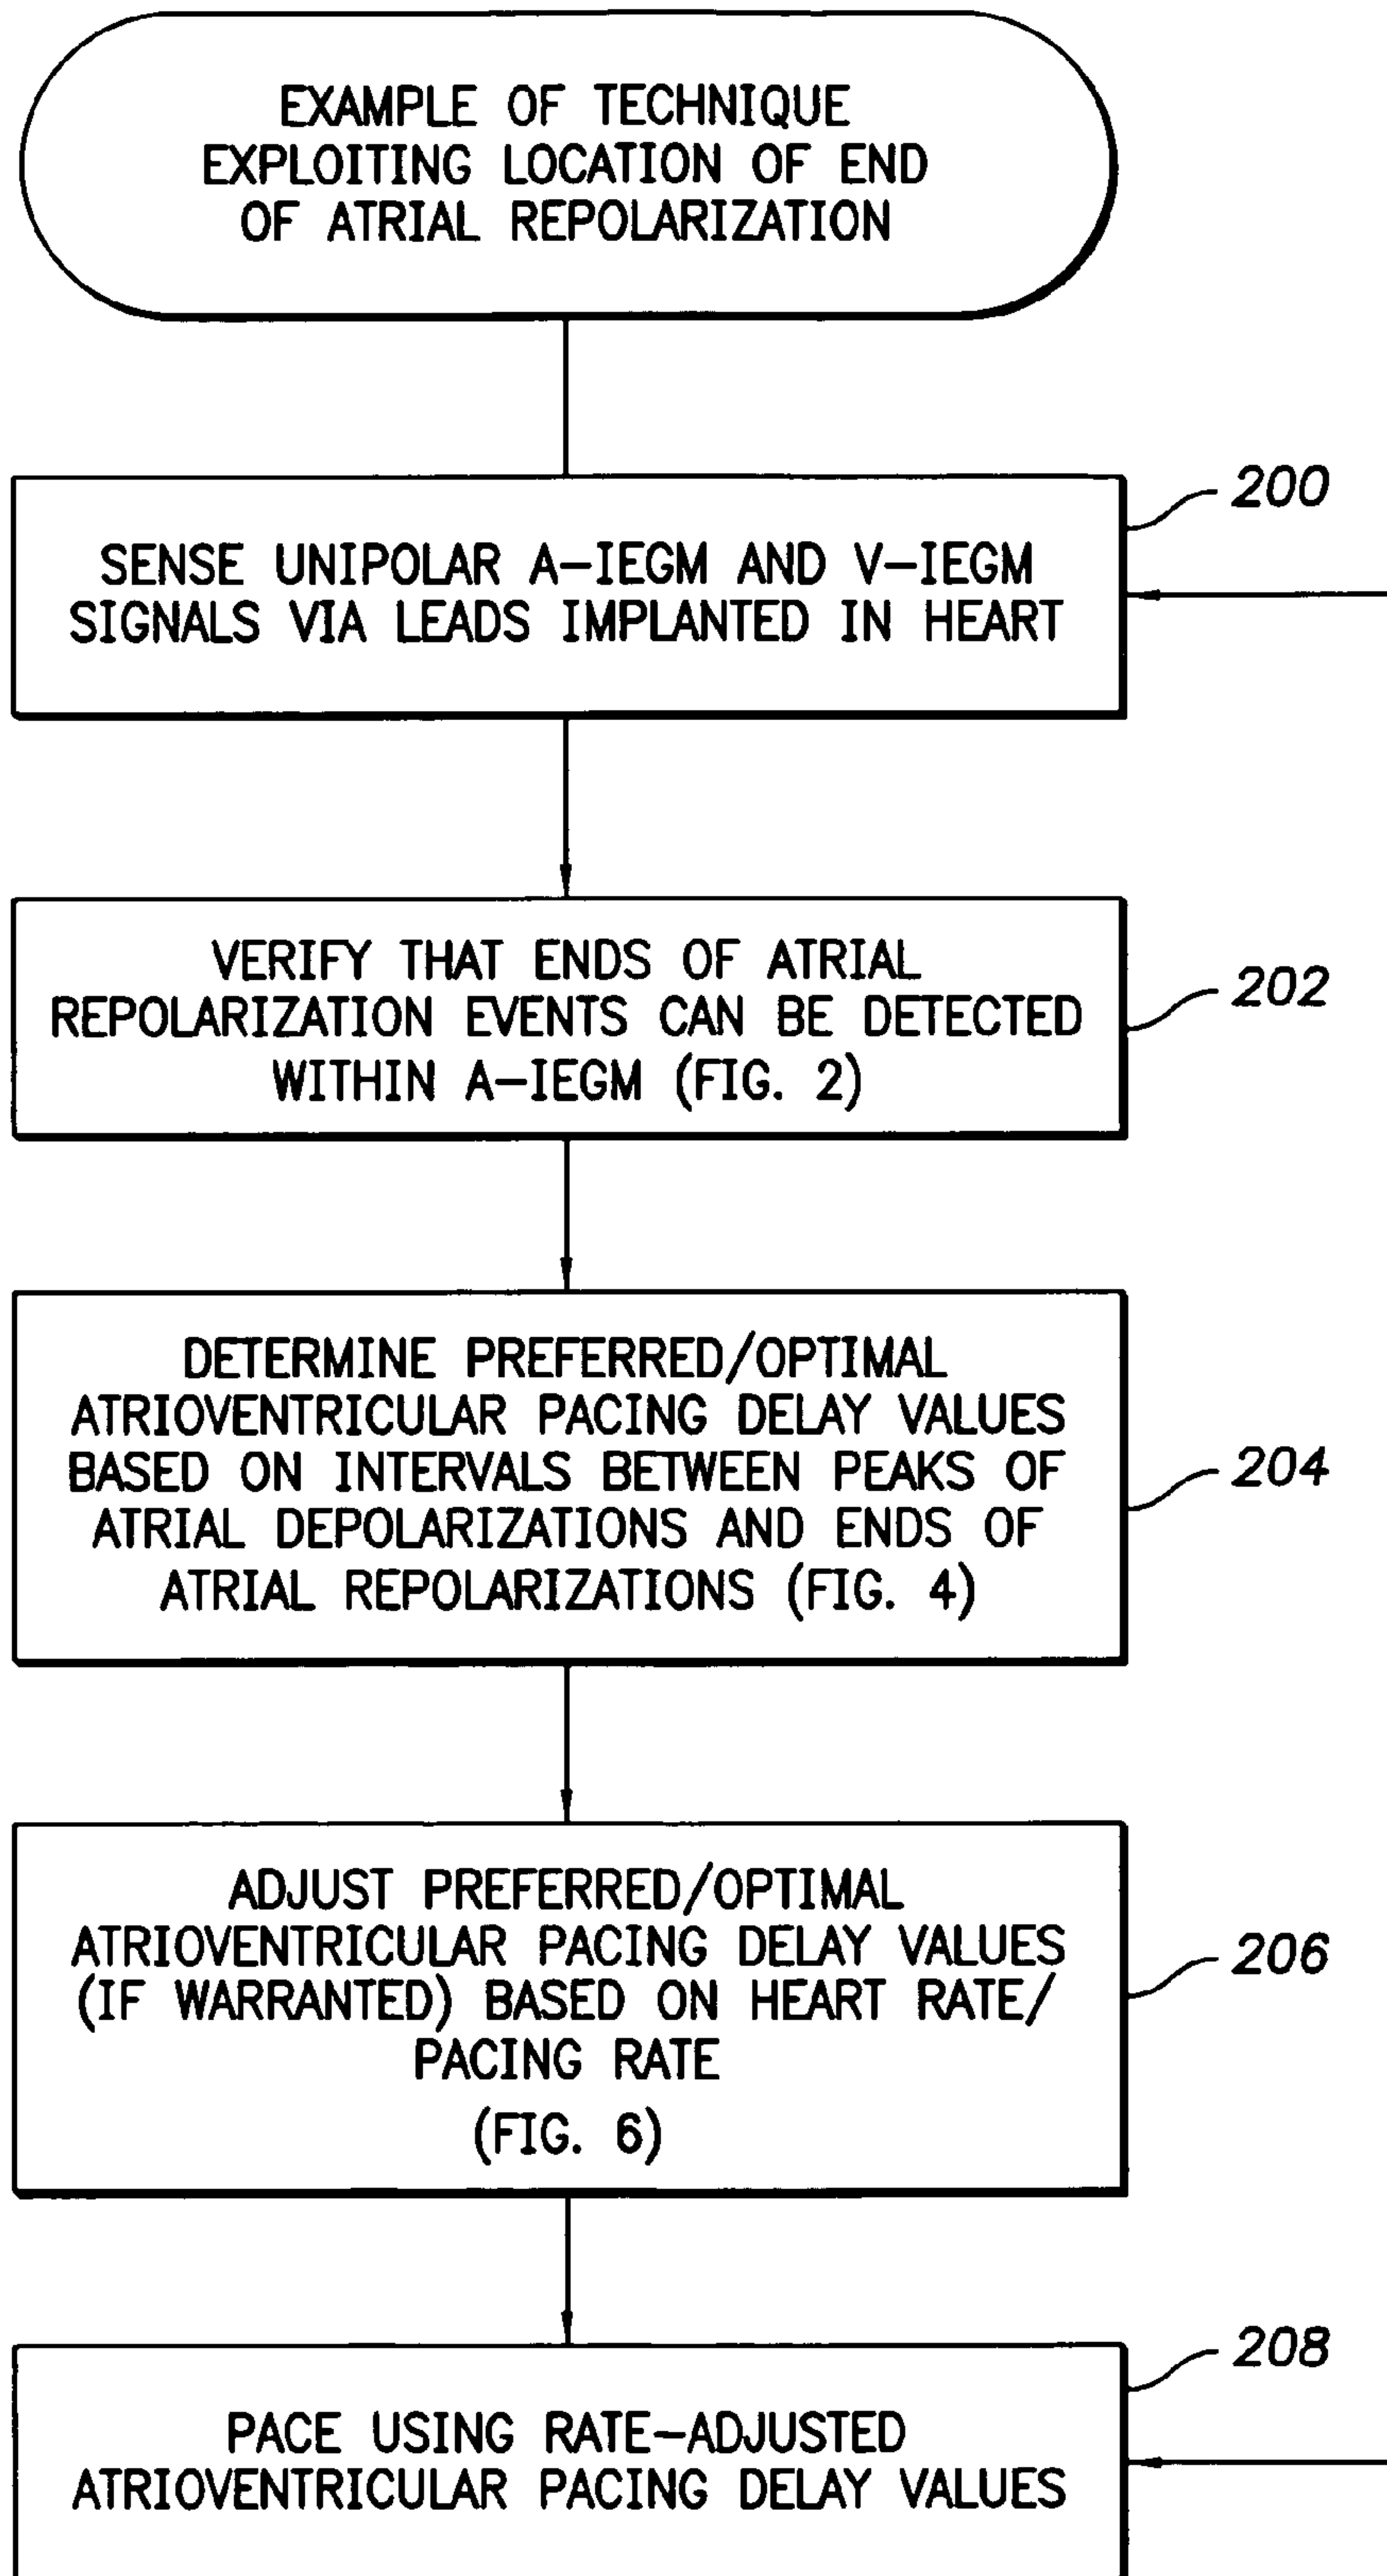 EXAMPLE OF TECHNIQUE
EXPLOITING LOCATION OF END
OF ATRIAL REPOLARIZATION
200
SENSE UNIPOLAR A-IEGM AND V-IEGM
SIGNALS VIA LEADS IMPLANTED IN HEART
202
VERIFY THAT ENDS OF ATRIAL
REPOLARIZATION EVENTS CAN BE DETECTED
WITHIN A-IEGM (FIG. 2)
204
DETERMINE PREFERRED/OPTIMAL
ATRIOVENTRICULAR PACING DELAY VALUES
BASED ON INTERVALS BETWEEN PEAKS OF
ATRIAL DEPOLARIZATIONS AND ENDS OF
ATRIAL REPOLARIZATIONS (FIG. 4)
206
ADJUST PREFERRED/OPTIMAL
ATRIOVENTRICULAR PACING DELAY VALUES
(IF WARRANTED) BASED ON HEART RATE/
PACING RATE
(FIG. 6)
208
PACE USING RATE-ADJUSTED
ATRIOVENTRICULAR PACING DELAY VALUES